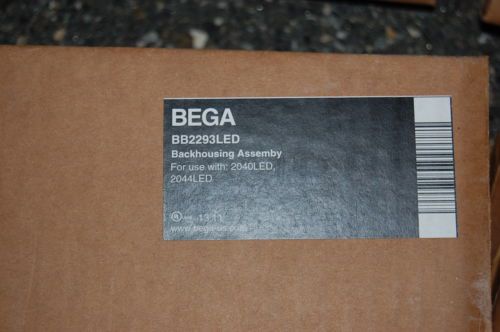 BEGA
BB2293LED
Backhousing Assemby
For use with: 2040LED,
2044LED
13.11
www.bega-us.com